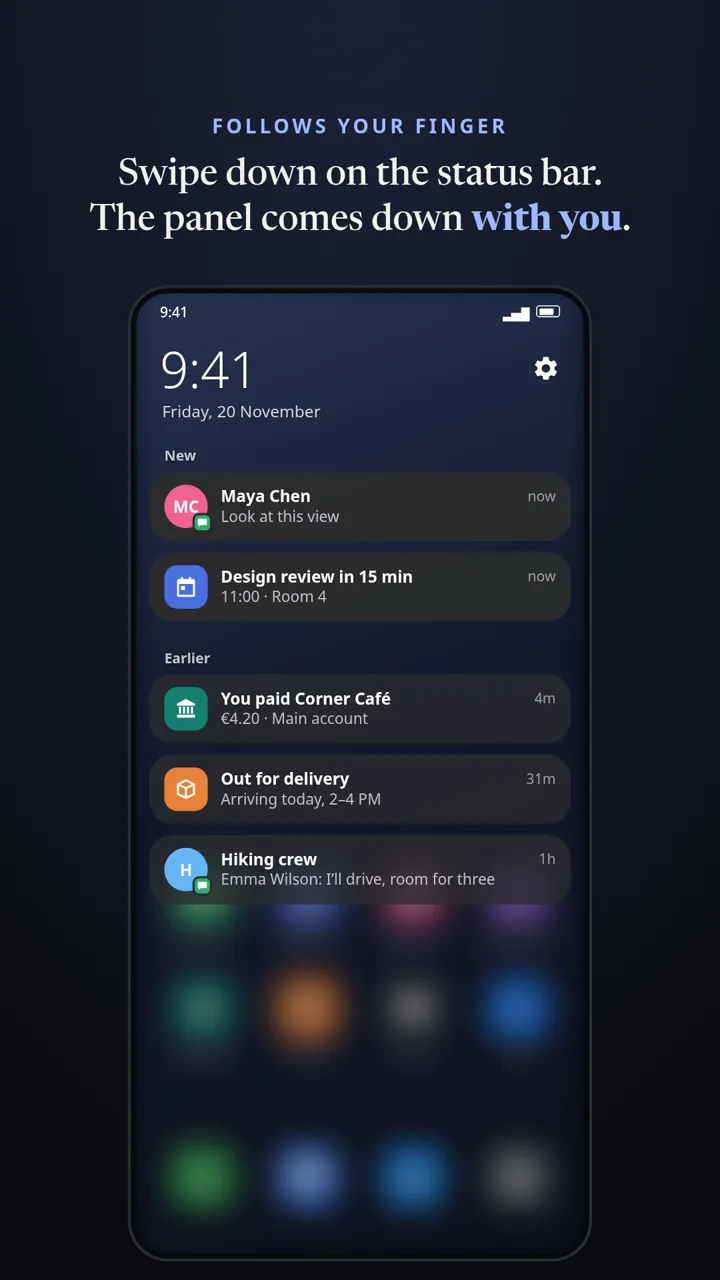 FOLLOWS YOUR FINGER
Swipe down on the status bar.
The panel comes down with you.
9:41
9:41
Friday, 20 November
New
MC
Maya Chen
now
Look at this view
Design review in 15 min
now
11:00 · Room 4
Earlier
You paid Corner Café
4m
€4.20 · Main account
Out for delivery
31m
Arriving today, 2–4 PM
H
Hiking crew
1h
Emma Wilson: I’ll drive, room for three